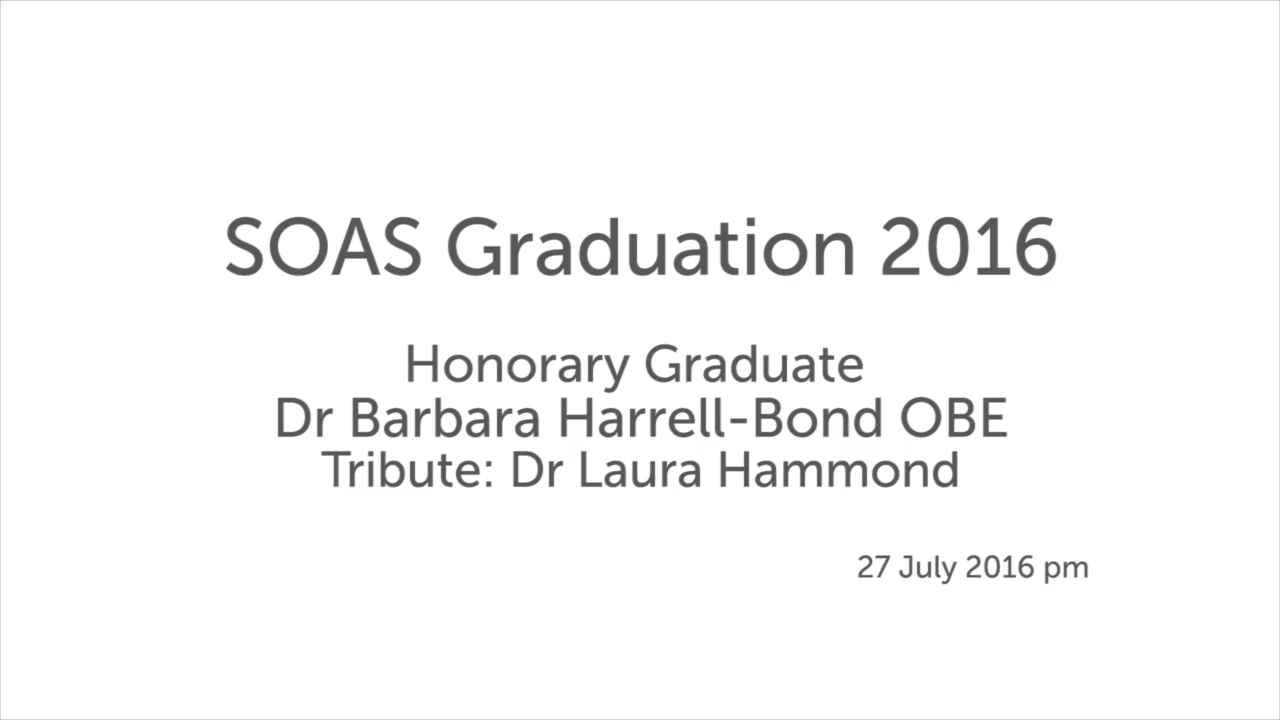 SOAS Graduation 2016
Honorary Graduate
Dr Barbara Harrell-Bond OBE
Tribute: Dr Laura Hammond
27 July 2016 pm